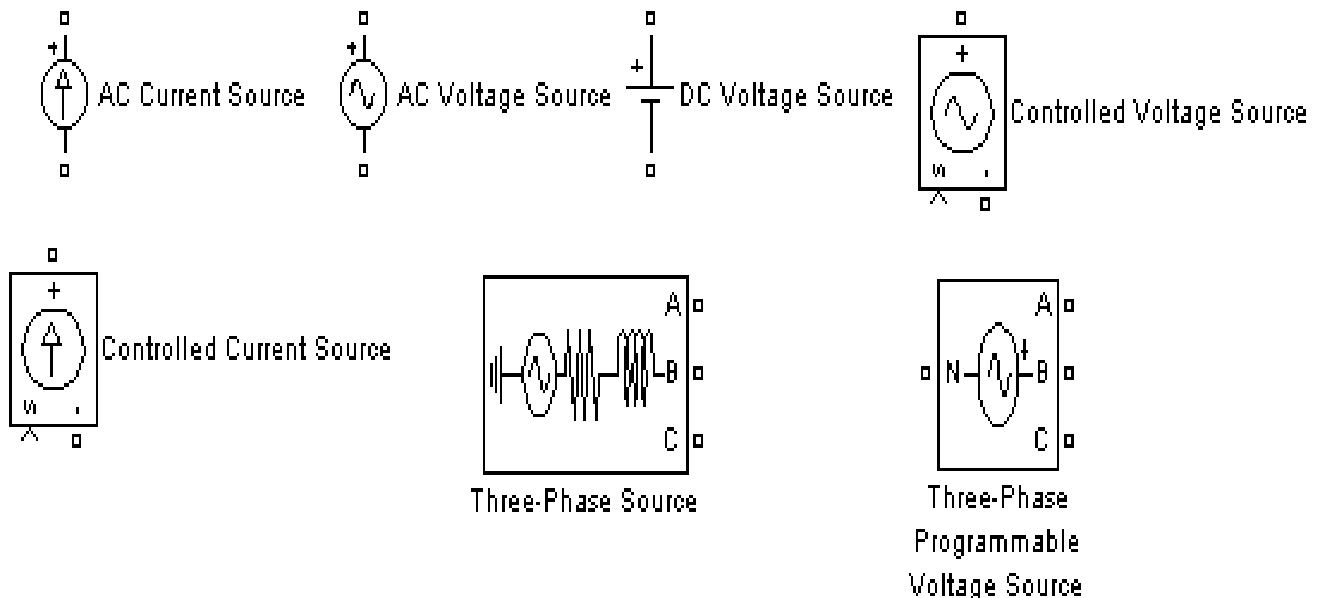 + AC Current Source
+ AC Voltage Source
+ DC Voltage Source
+
Controlled Voltage Source
s -
+
Controlled Current Source
s -
A
B
C
Three-Phase Source
A
N + B
C
Three-Phase
Programmable
Voltage Source